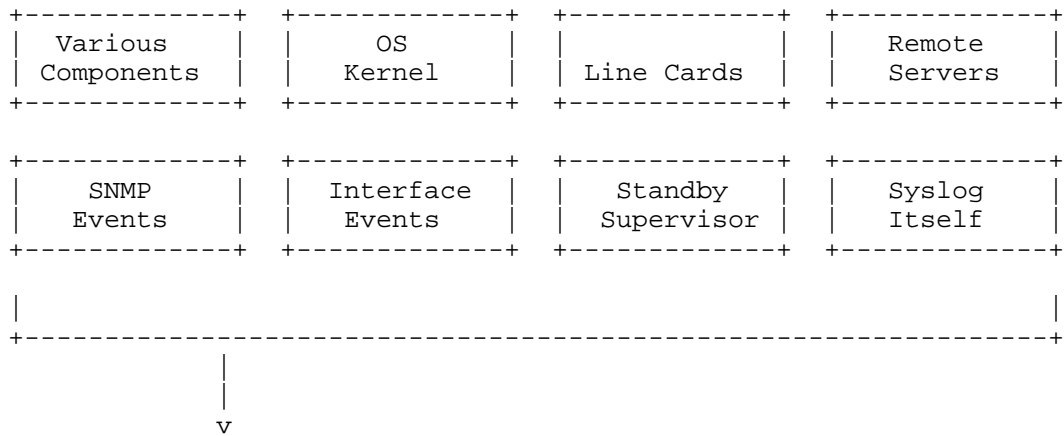 +-------------+  +-------------+  +-------------+  +-------------+
|  Various    |  |     OS      |  |             |  |   Remote    |
| Components  |  |   Kernel    |  | Line Cards  |  |   Servers   |
+-------------+  +-------------+  +-------------+  +-------------+
+-------------+  +-------------+  +-------------+  +-------------+
|    SNMP     |  |  Interface  |  |   Standby   |  |   Syslog    |
|   Events    |  |   Events    |  |  Supervisor |  |   Itself    |
+-------------+  +-------------+  +-------------+  +-------------+
|                                                                |
+----------------------------------------------------------------+
             |
             |
             v